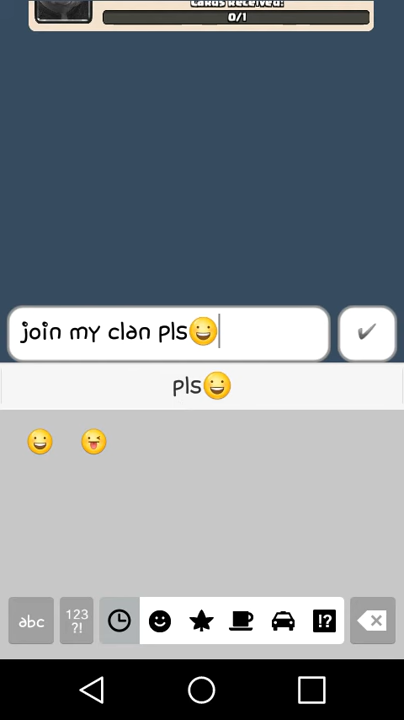 Cards Received:
0/1
join my clan pls😀
pls😀
abc
123
?!
!?